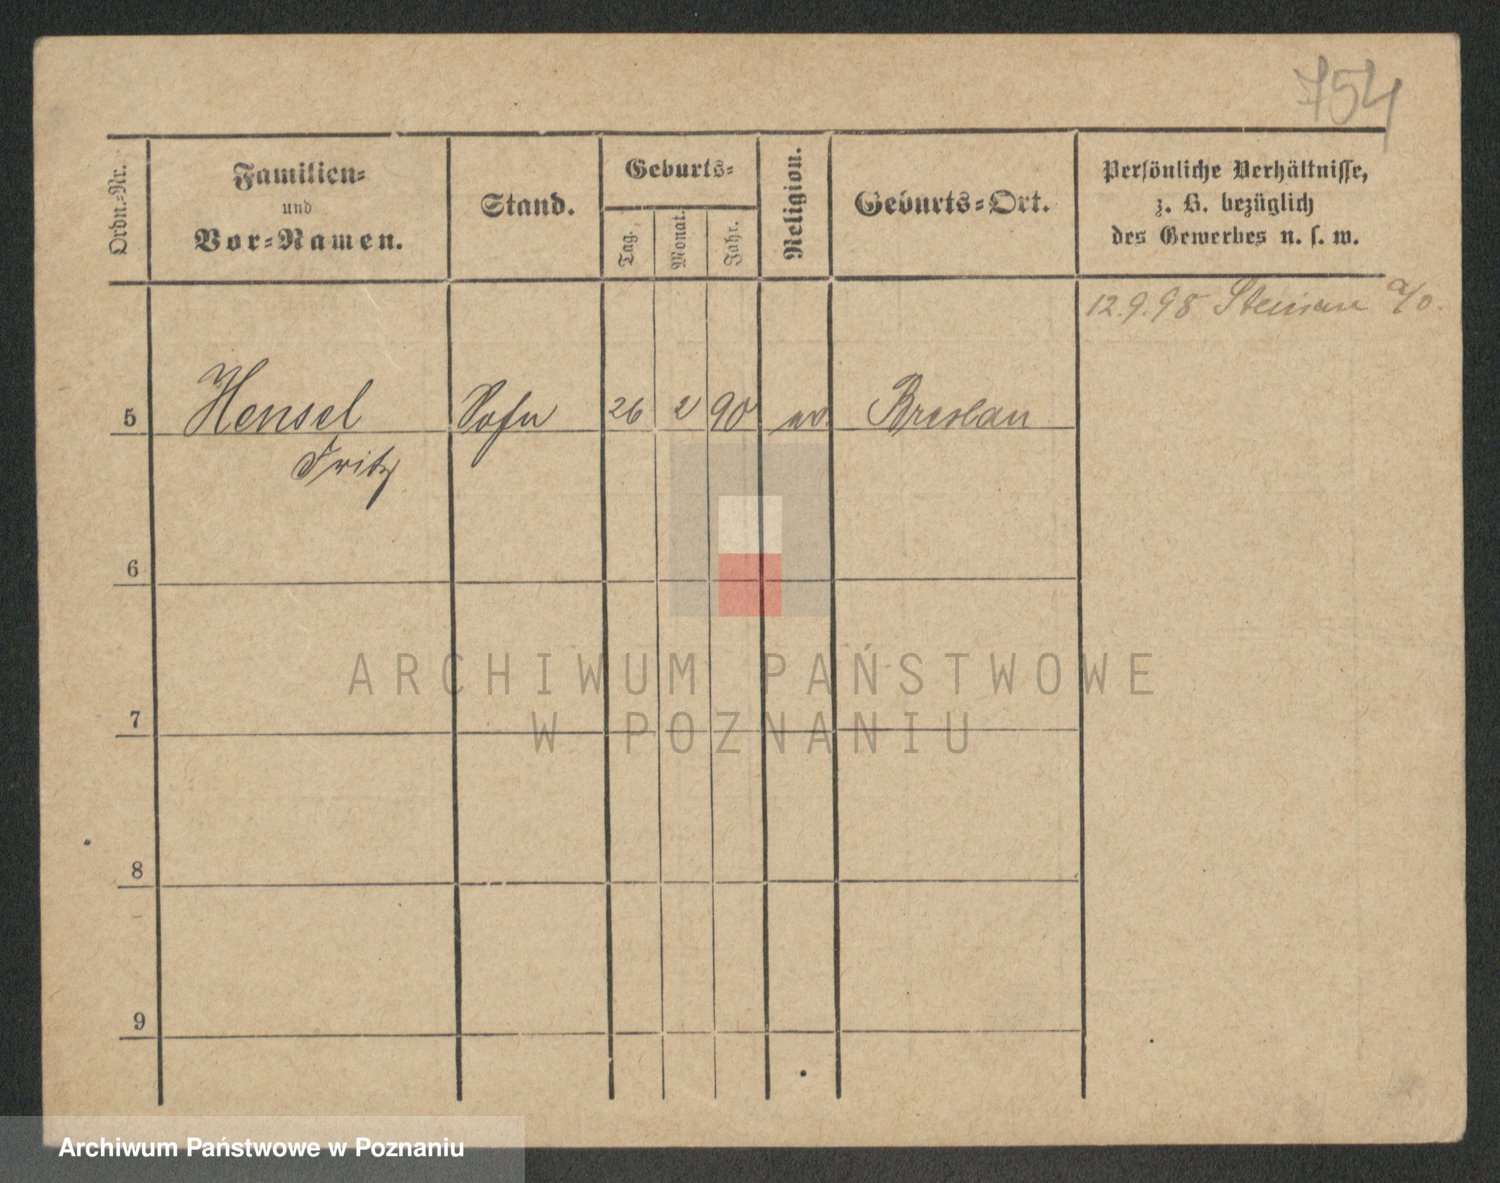 754
Ordn.-Nr.
Familien-
und
Vor-Namen.
Stand.
Geburts-
Tag.
Monat.
Jahr.
Religion.
Geburts-Ort.
Persönliche Verhältnisse,
z. B. bezüglich
des Gewerbes u. s. w.
12.9.98 Steinau a/O.
5 Hensel Sohn 26 2 90 ev. Breslau
Fritz
6
7
8
9
ARCHIWUM PAŃSTWOWE
W POZNANIU
Archiwum Państwowe w Poznaniu